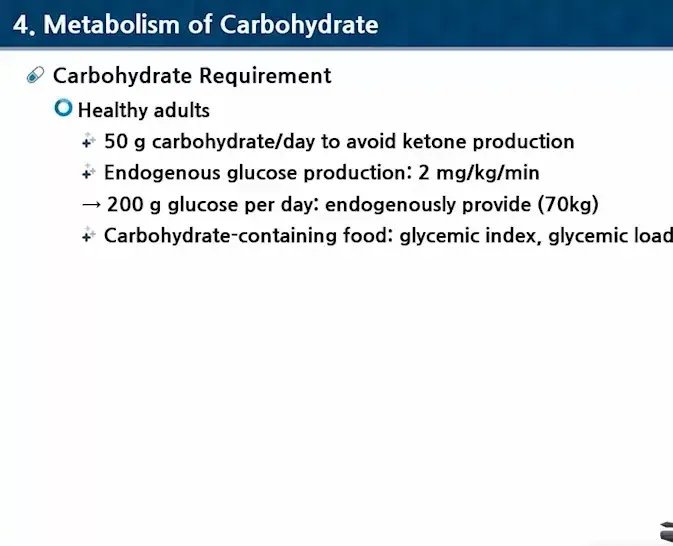 4. Metabolism of Carbohydrate
Carbohydrate Requirement
Healthy adults
50 g carbohydrate/day to avoid ketone production
Endogenous glucose production: 2 mg/kg/min
→ 200 g glucose per day: endogenously provide (70kg)
Carbohydrate-containing food: glycemic index, glycemic load